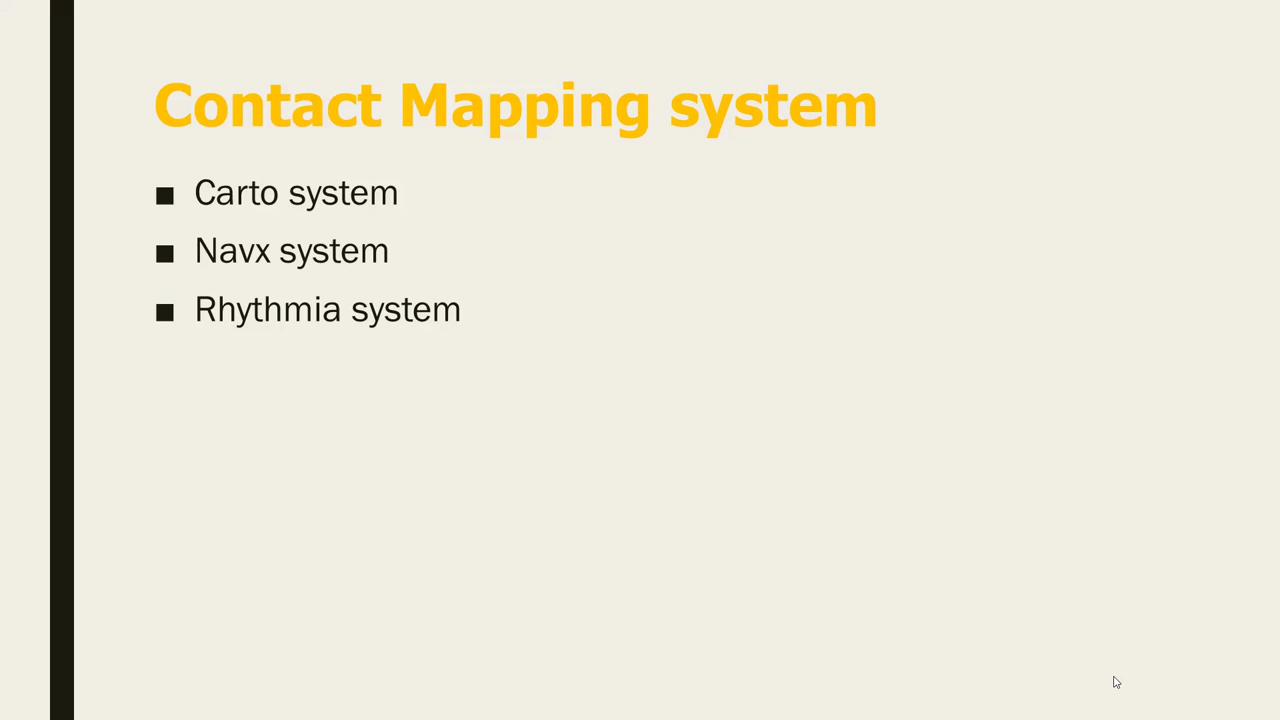 Contact Mapping system
Carto system
Navx system
Rhythmia system